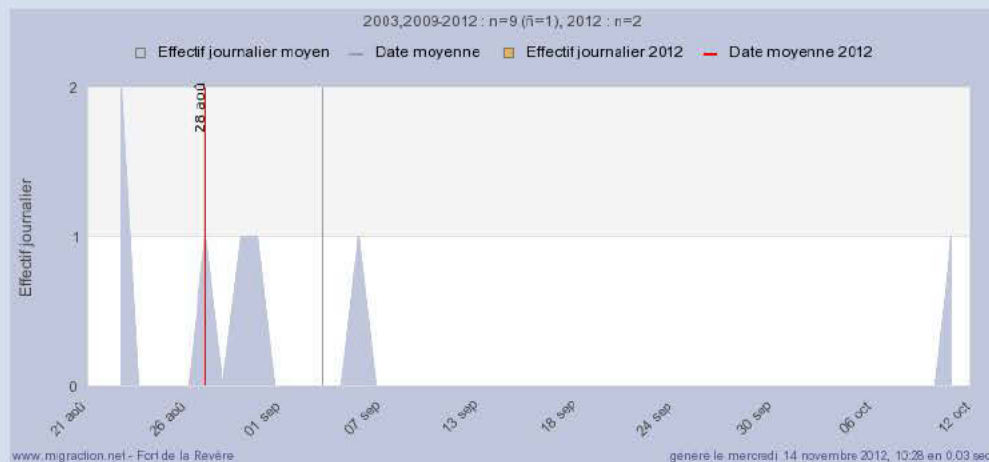 2003,2009-2012 : n=9 (ñ=1), 2012 : n=2
Effectif journalier moyen Date moyenne Effectif journalier 2012 Date moyenne 2012
Effectif journalier
2
1
0
28 aoû
21 aoû 26 aoû 01 sep 07 sep 13 sep 18 sep 24 sep 30 sep 06 oct 12 oct
www.migraction.net - Fort de la Revère
généré le mercredi 14 novembre 2012, 10:28 en 0.03 sec